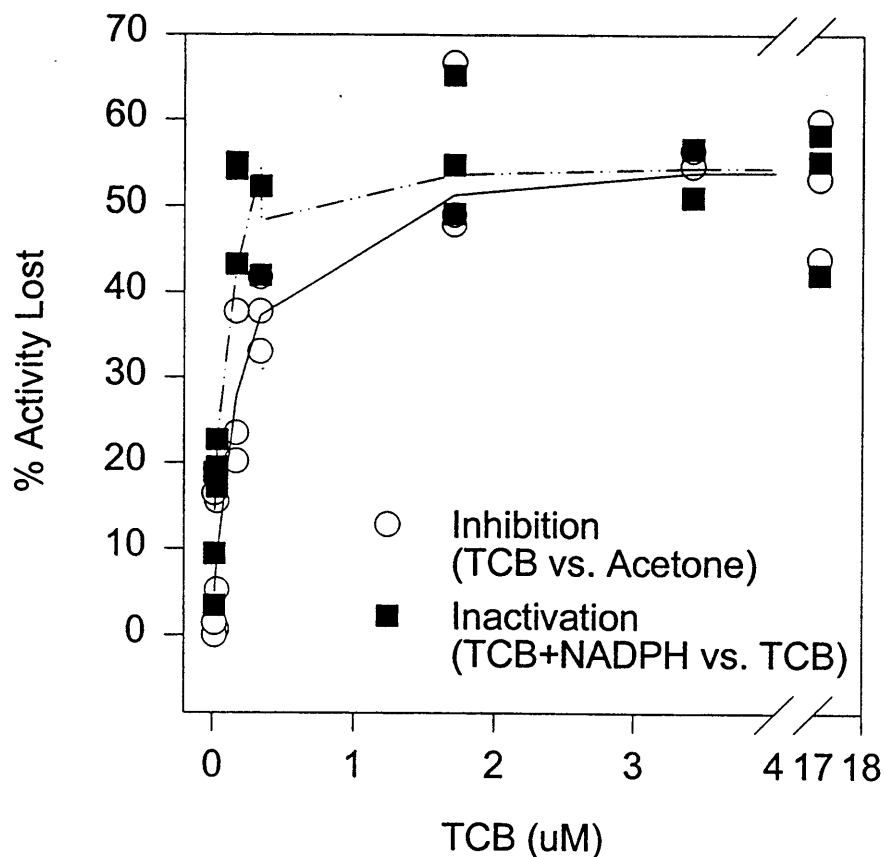 70
60
50
40
30
20
10
0
% Activity Lost
Inhibition
(TCB vs. Acetone)
Inactivation
(TCB+NADPH vs. TCB)
0 1 2 3 4 17 18
TCB (uM)